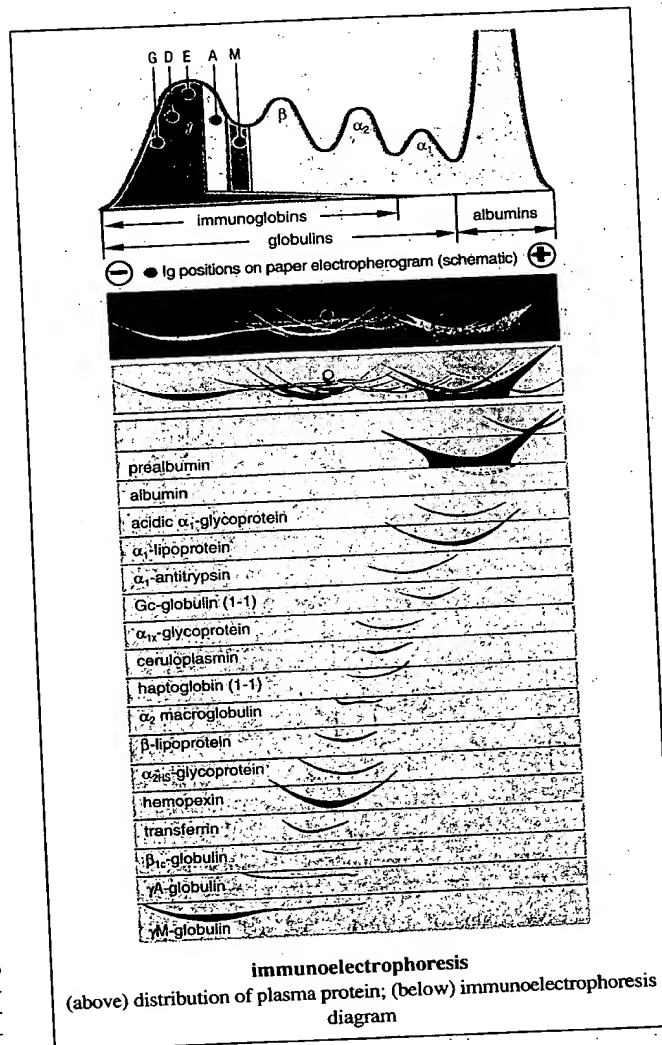 G D E A M
γ
β
α₂
α₁
immunoglobins
albumins
globulins
⊖ ● Ig positions on paper electropherogram (schematic) ⊕
prealbumin
albumin
acidic α₁-glycoprotein
α₁-lipoprotein
α₁-antitrypsin
Gc-globulin (1-1)
α₁ₓ-glycoprotein
ceruloplasmin
haptoglobin (1-1)
α₂ macroglobulin
β-lipoprotein
α₂HS-glycoprotein
hemopexin
transferrin
β₁c-globulin
γA-globulin
γM-globulin
immunoelectrophoresis
(above) distribution of plasma protein; (below) immunoelectrophoresis
diagram